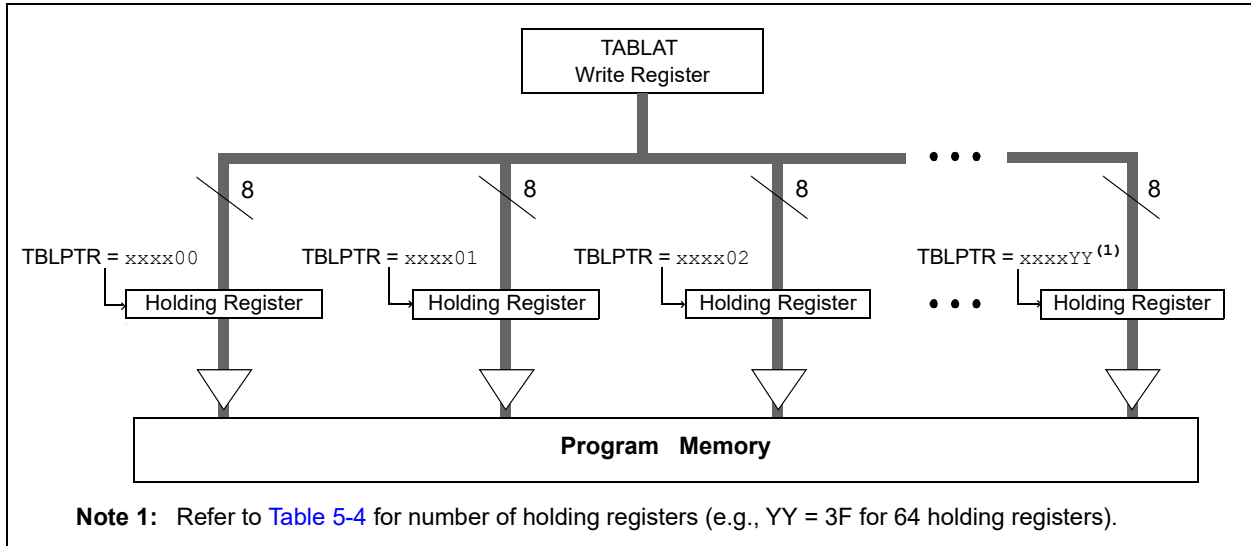 TABLAT
Write Register
8 8 8 • • • 8
TBLPTR = xxxx00 TBLPTR = xxxx01 TBLPTR = xxxx02 TBLPTR = xxxxYY(1)
Holding Register Holding Register Holding Register • • • Holding Register
Program Memory
Note 1: Refer to Table 5-4 for number of holding registers (e.g., YY = 3F for 64 holding registers).